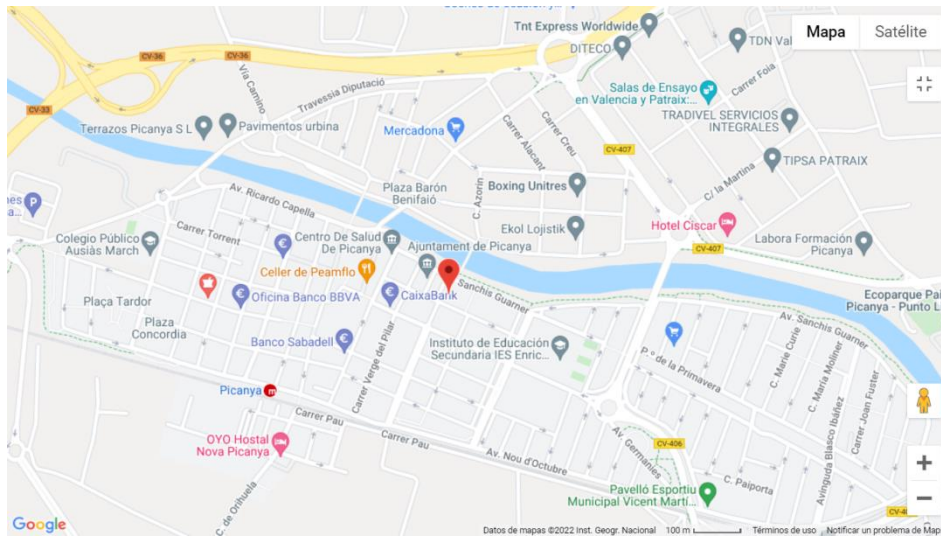 Tnt Express Worldwide
DITECO
TDN Val
Mapa
Satélite
CV-36
CV-36
Vía Camino
Travessia Diputació
Salas de Ensayo
en Valencia y Patraix:...
Carrer Foia
CV-33
TRADIVEL SERVICIOS
INTEGRALES
Terrazos Picanya S L
Pavimentos urbina
Mercadona
Carrer Alacant
Carrer Creu
CV-407
TIPSA PATRAIX
C/ la Martina
Plaza Barón
Benifaió
C. Azorin
Boxing Unitres
P
nes
a...
Av. Ricardo Capella
Carrer Torrent
Hotel Ciscar
Ekol Lojistik
Colegio Público
Ausiàs March
Centro De Salud
De Picanya
Ajuntament de Picanya
CV-407
Labora Formación
Picanya
Celler de Peamflo
Plaça Tardor
Oficina Banco BBVA
CaixaBank
Sanchis Guarner
Ecoparque Pai
Picanya - Punto L
Plaza
Concordia
Banco Sabadell
Carrer Verge del Pilar
Instituto de Educación
Secundaria IES Enric...
Av. Sanchis Guarner
P.º de la Primavera
C. Marie Curie
C. María Moliner
Avinguda Blasco Ibáñez
Carrer Joan Fuster
Picanya
m
Carrer Pau
Carrer Pau
OYO Hostal
Nova Picanya
Av. Nou d'Octubre
Av. Germanies
CV-406
C. Paiporta
C. de Orihuela
Pavelló Esportiu
Municipal Vicent Martí...
Google
Datos de mapas ©2022 Inst. Geogr. Nacional
100 m
Términos de uso
Notificar un problema de Map